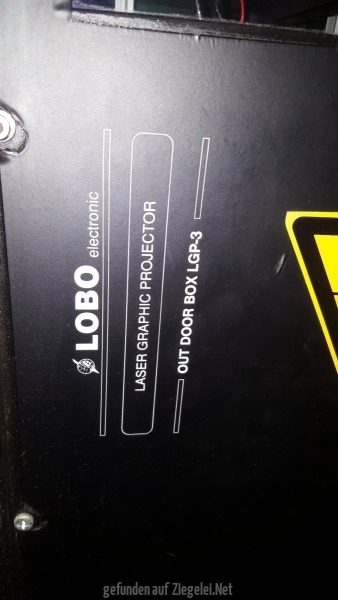 LOBO electronic
LASER GRAPHIC PROJECTOR
OUT DOOR BOX LGP-3
gefunden auf Ziegelei.Net